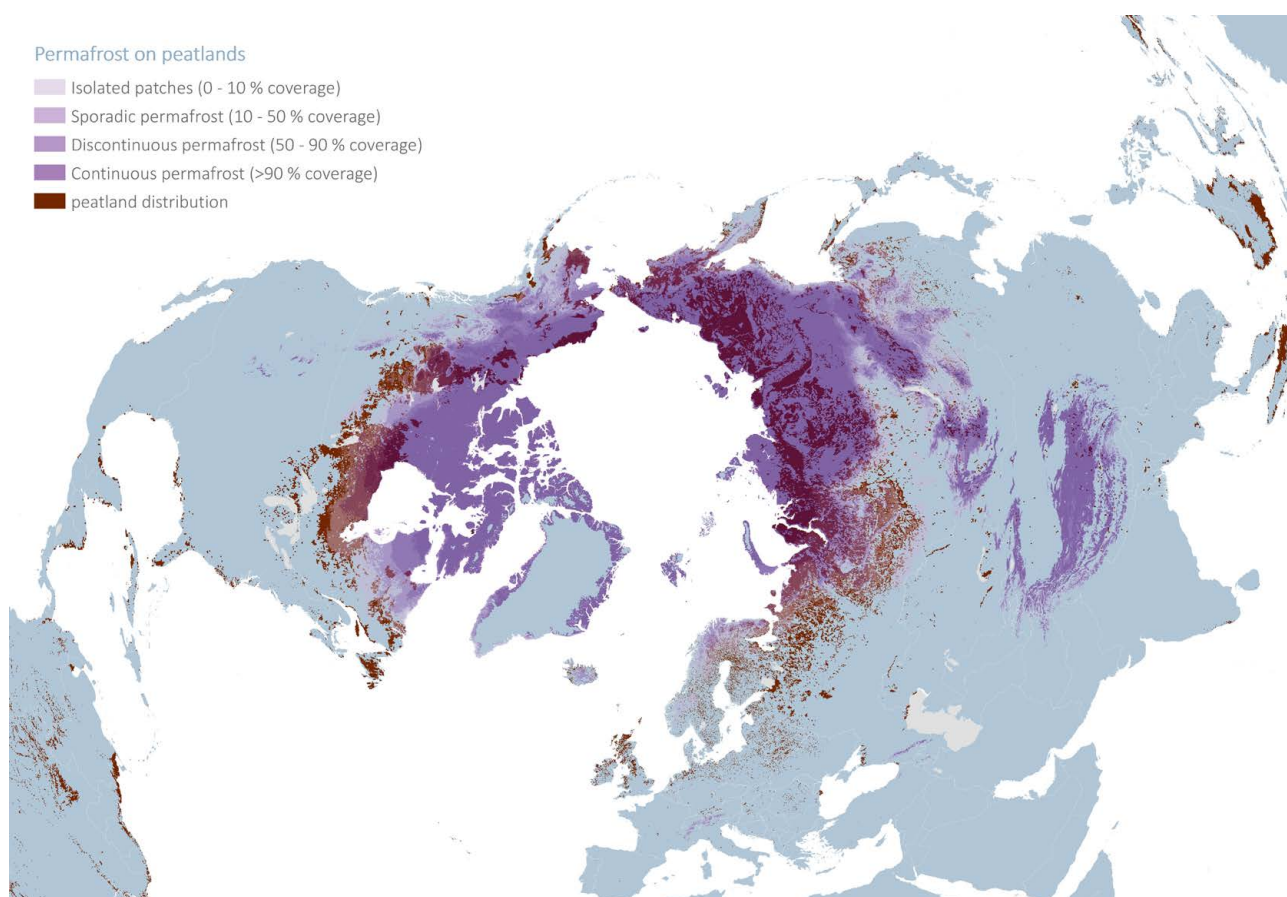 Permafrost on peatlands
Isolated patches (0 - 10 % coverage)
Sporadic permafrost (10 - 50 % coverage)
Discontinuous permafrost (50 - 90 % coverage)
Continuous permafrost (>90 % coverage)
peatland distribution